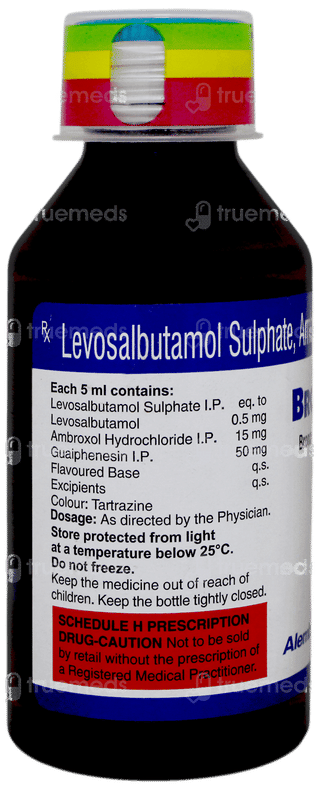 Rx Levosalbutamol Sulphate, 
Each 5 ml contains:
Levosalbutamol Sulphate I.P. eq. to
Levosalbutamol 0.5 mg
Ambroxol Hydrochloride I.P. 15 mg
Guaiphenesin I.P. 50 mg
Flavoured Base q.s.
Excipients q.s.
Colour: Tartrazine
Dosage: As directed by the Physician.
Store protected from light
at a temperature below 25°C.
Do not freeze.
Keep the medicine out of reach of
children. Keep the bottle tightly closed.
SCHEDULE H PRESCRIPTION
DRUG-CAUTION Not to be sold
by retail without the prescription of
a Registered Medical Practitioner.
truemeds